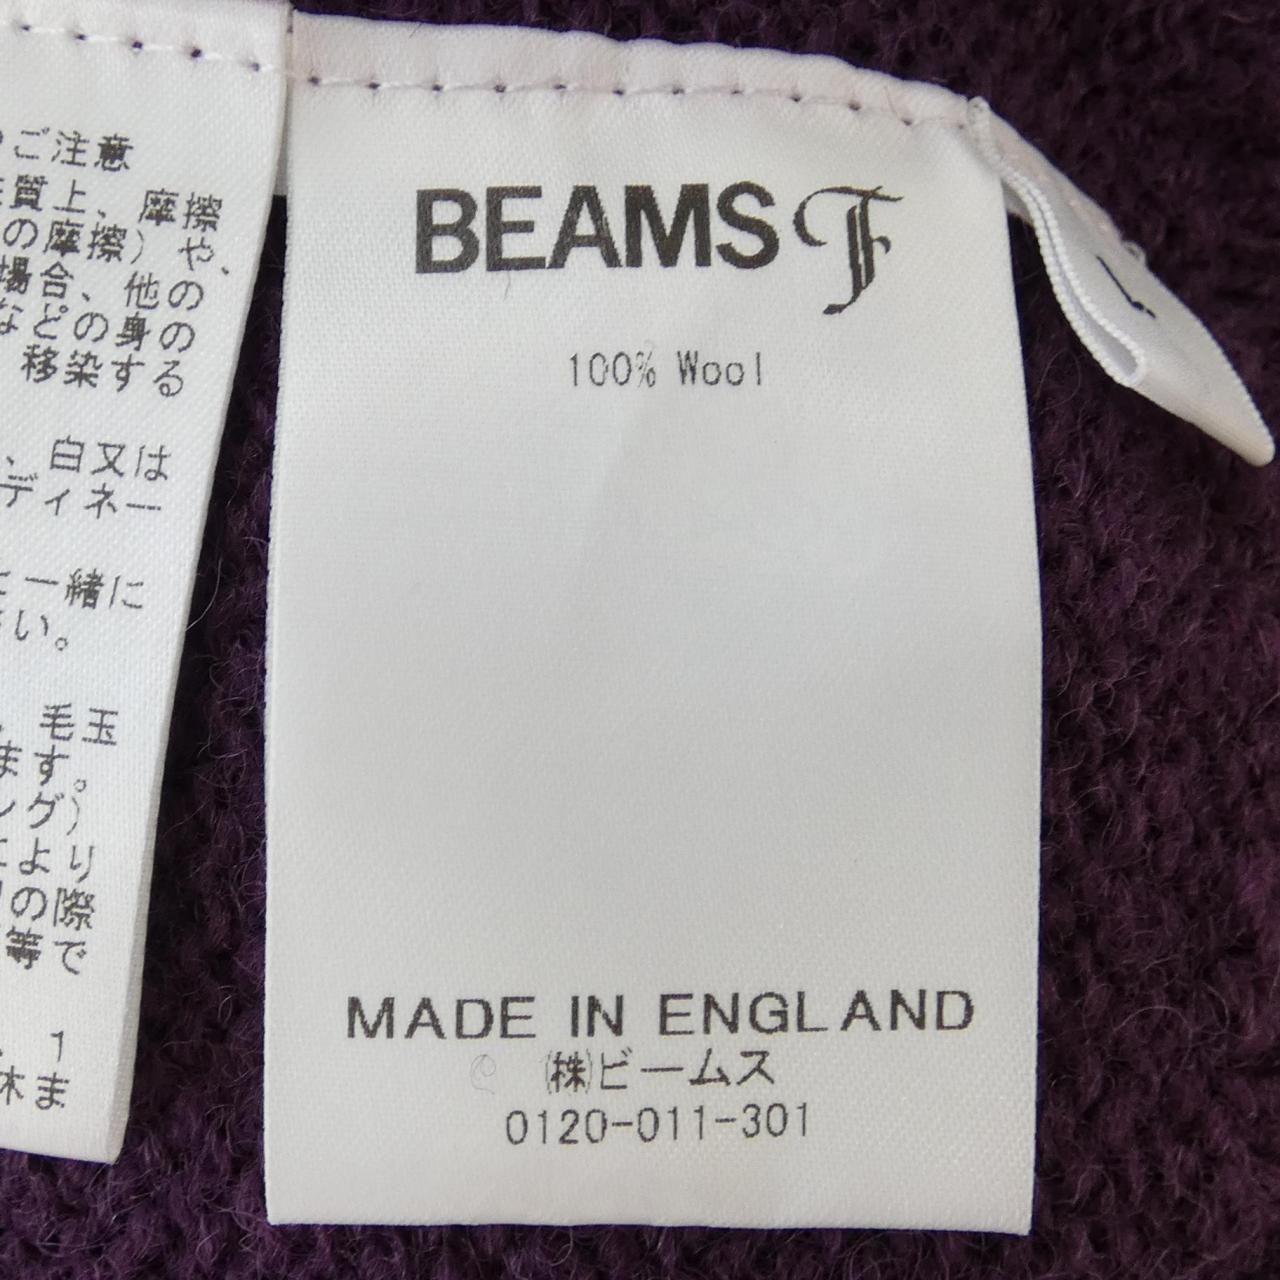 ご注意
質上、摩擦
の摩擦）や、
場合、他の
などの身の
移染する
、白又は
ディネー
一緒に
い。
毛玉
ます。
グ）
により
の際
等で
1
休ま
BEAMS F
100% Wool
MADE IN ENGLAND
㈱ビームス
0120-011-301
L